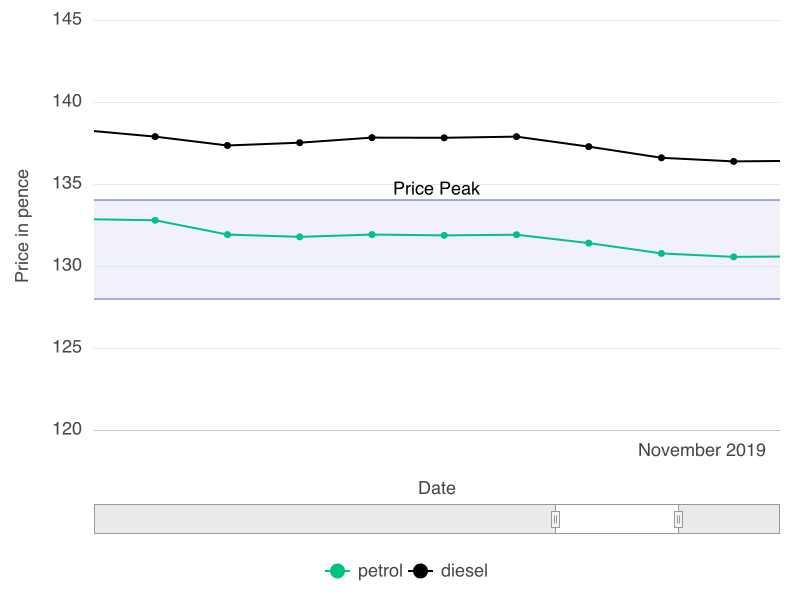 145
140
Price Peak
135
130
125
120
Price in pence
November 2019
Date
petrol diesel